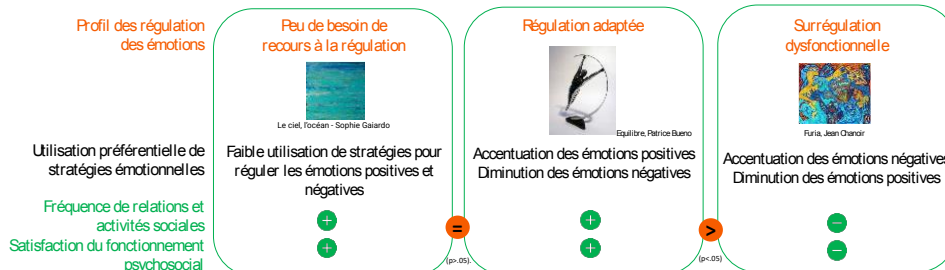 Profil des régulation
des émotions
Peu de besoin de
recours à la régulation
Régulation adaptée
Surrégulation
dysfonctionnelle
Le ciel, l'océan - Sophie Gaiardo
Equilibre, Patrice Bueno
Furia, Jean Chanoir
Utilisation préférentielle de
stratégies émotionnelles
Faible utilisation de stratégies pour
réguler les émotions positives et
négatives
Accentuation des émotions positives
Diminution des émotions négatives
Accentuation des émotions négatives
Diminution des émotions positives
Fréquence de relations et
activités sociales
Satisfaction du fonctionnement
psychosocial
+
+
=
(p>.05).
+
+
>
(p<.05)
−
−